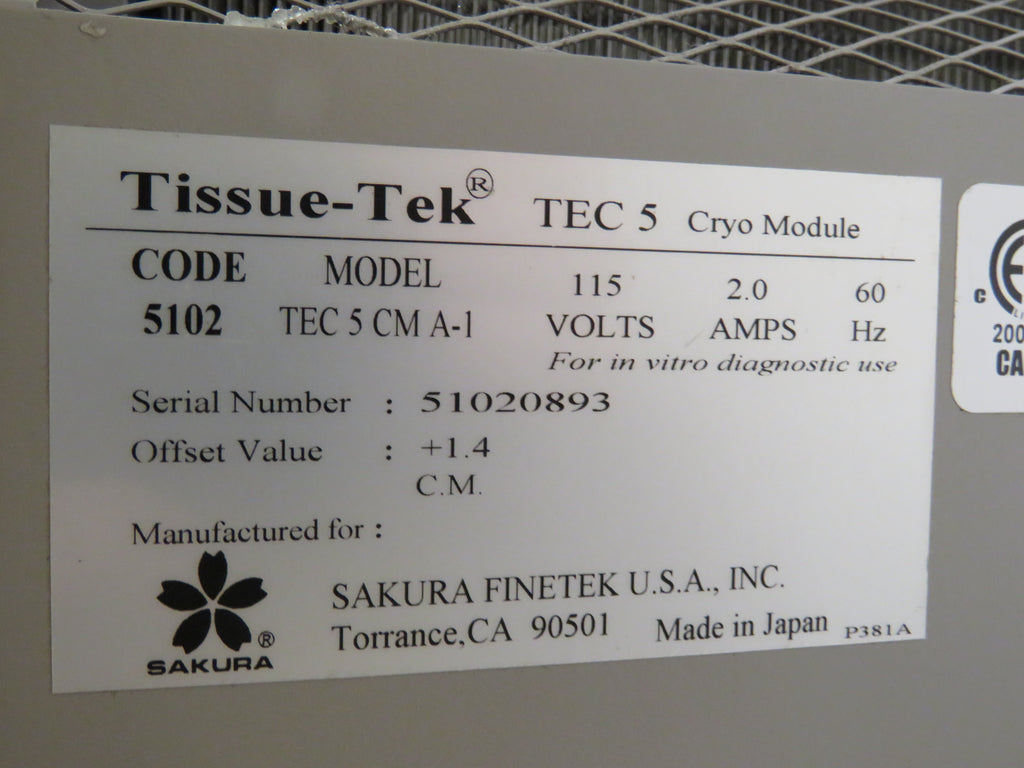 Tissue-Tek® TEC 5 Cryo Module
CODE MODEL 115 2.0 60
5102 TEC 5 CM A-1 VOLTS AMPS Hz
For in vitro diagnostic use
Serial Number : 51020893
Offset Value : +1.4
C.M.
Manufactured for :
SAKURA FINETEK U.S.A., INC.
Torrance,CA 90501 Made in Japan P381A
®
SAKURA
C
200
CA